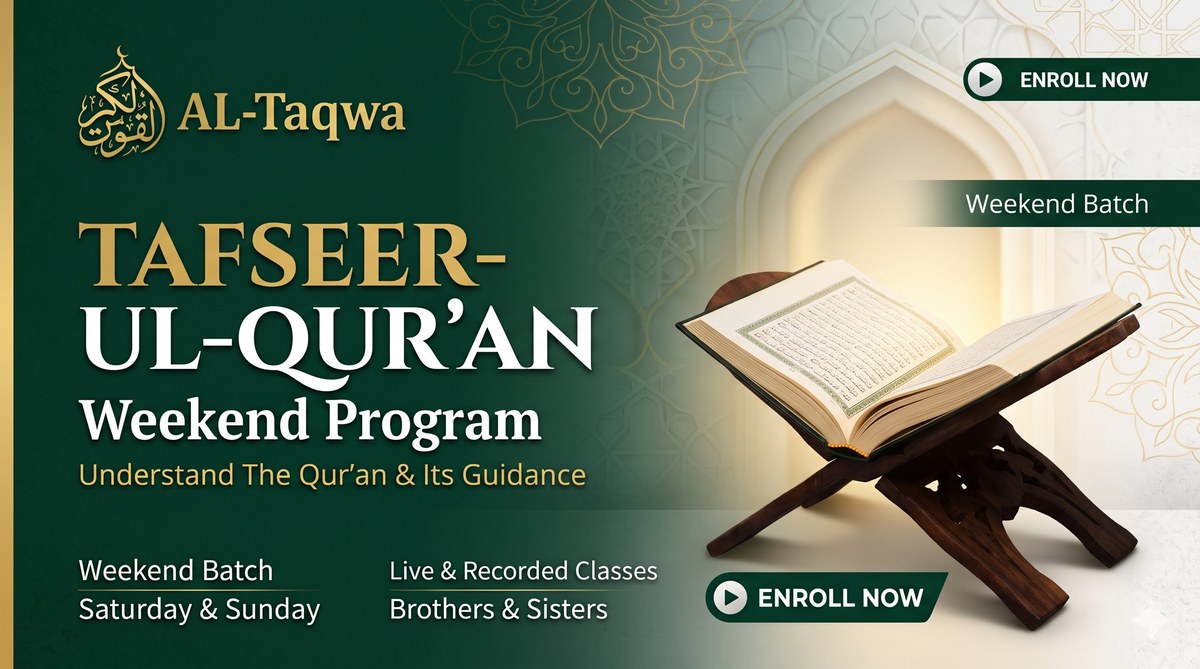 AL-Taqwa
ENROLL NOW
Weekend Batch
TAFSEER-
UL-QUR’AN
Weekend Program
Understand The Qur’an & Its Guidance
Weekend Batch
Saturday & Sunday
Live & Recorded Classes
Brothers & Sisters
ENROLL NOW